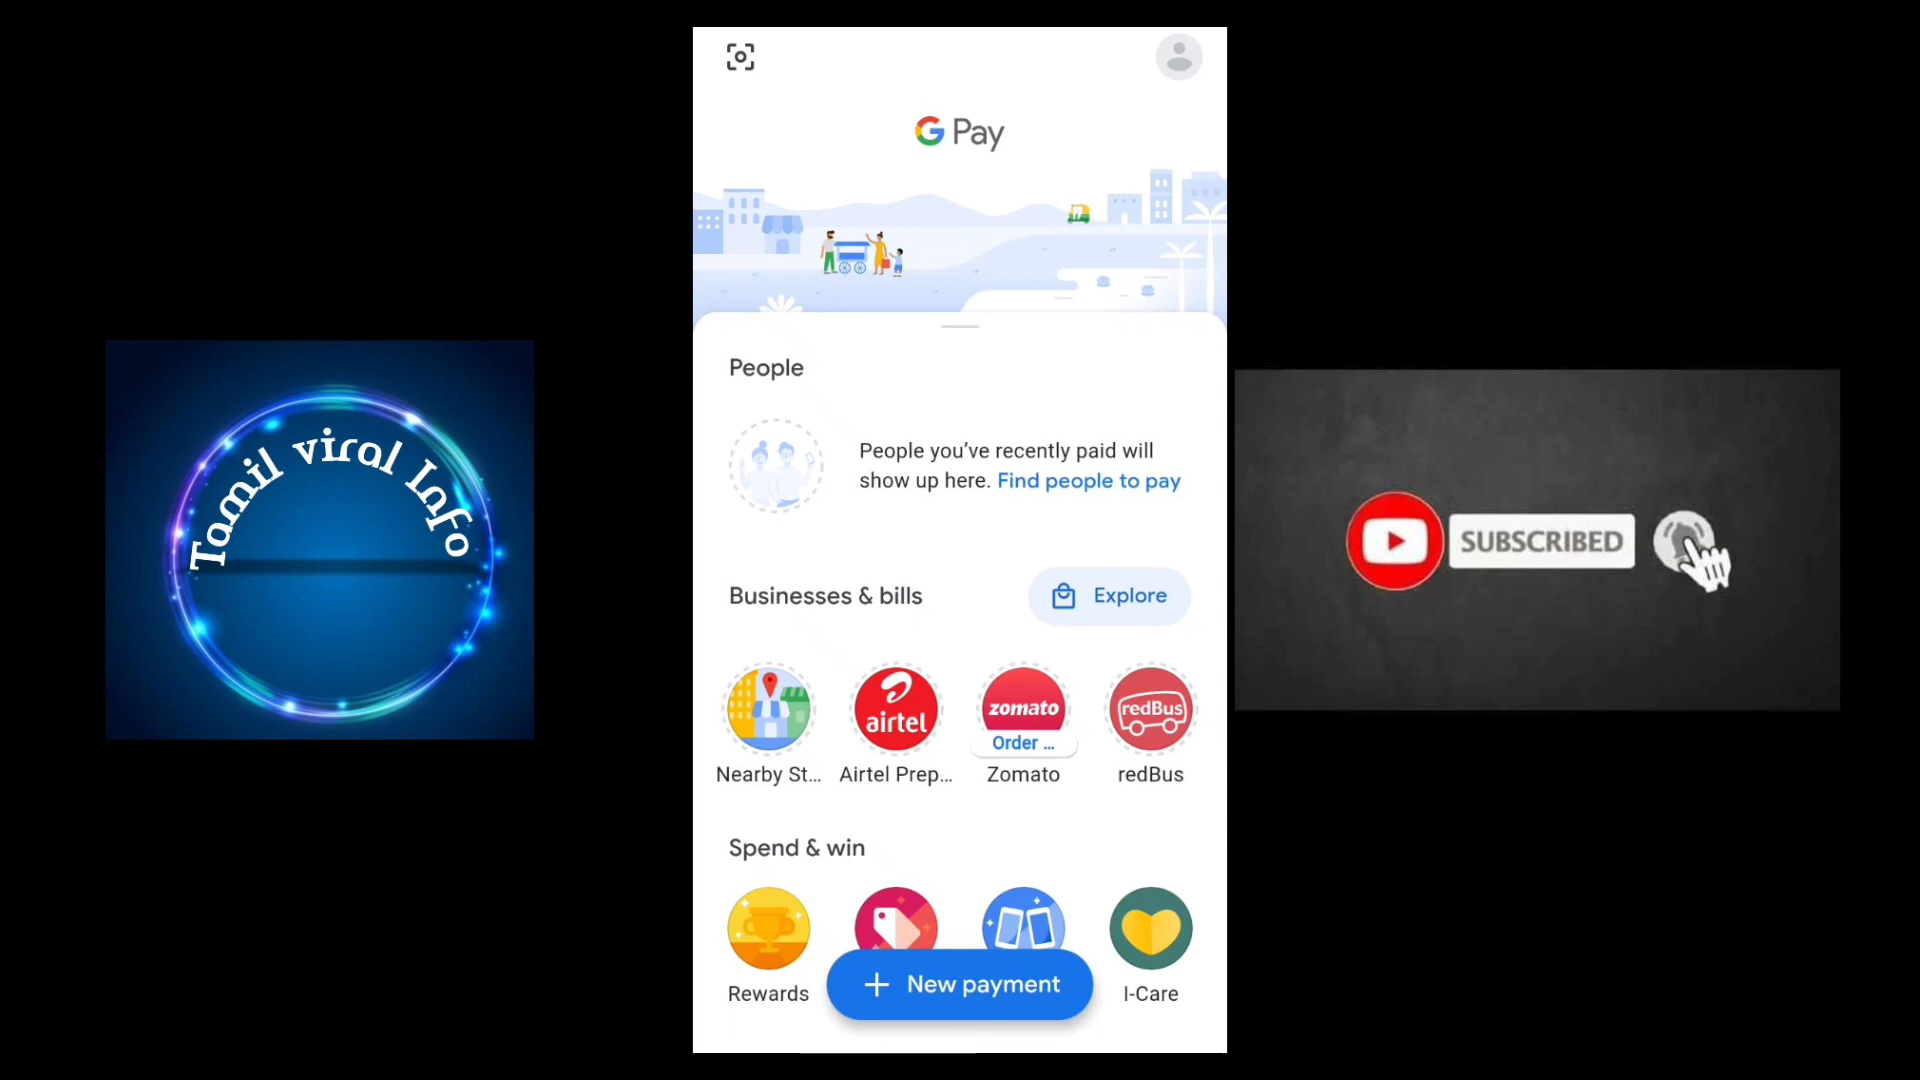 G Pay
People
People you've recently paid will
show up here. Find people to pay
Businesses & bills
Explore
airtel
zomato
redBus
Order ...
Nearby St...
Airtel Prep...
Zomato
redBus
Spend & win
Rewards
New payment
I-Care
Tamil viral Info
SUBSCRIBED